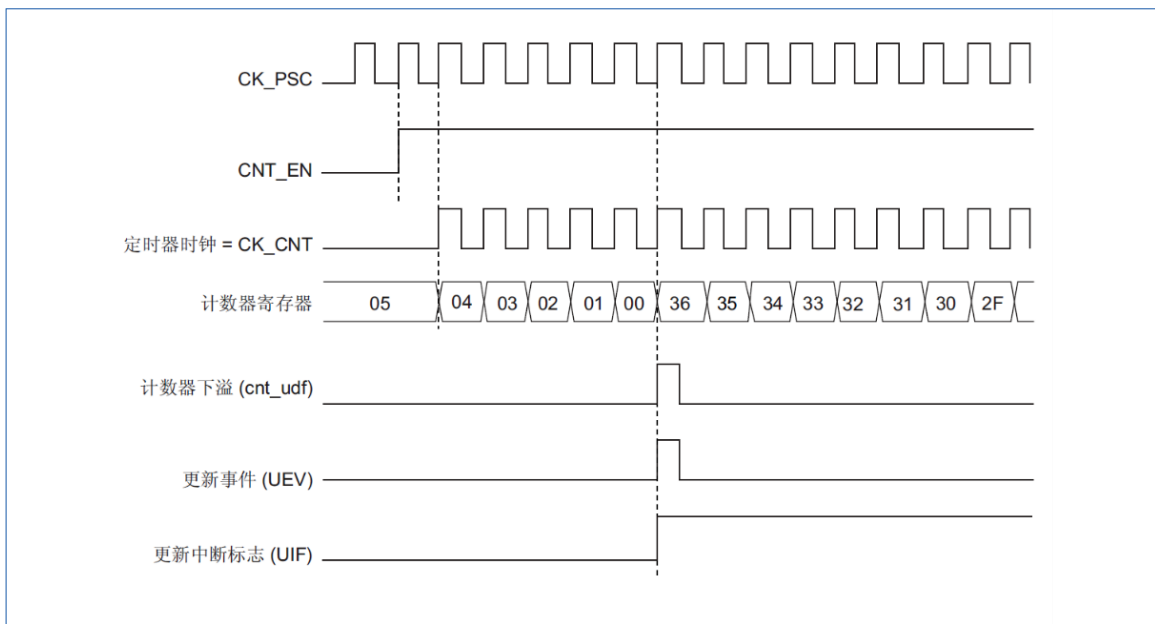 CK_PSC
CNT_EN
定时器时钟 = CK_CNT
计数器寄存器 05 04 03 02 01 00 36 35 34 33 32 31 30 2F
计数器下溢 (cnt_udf)
更新事件 (UEV)
更新中断标志 (UIF)